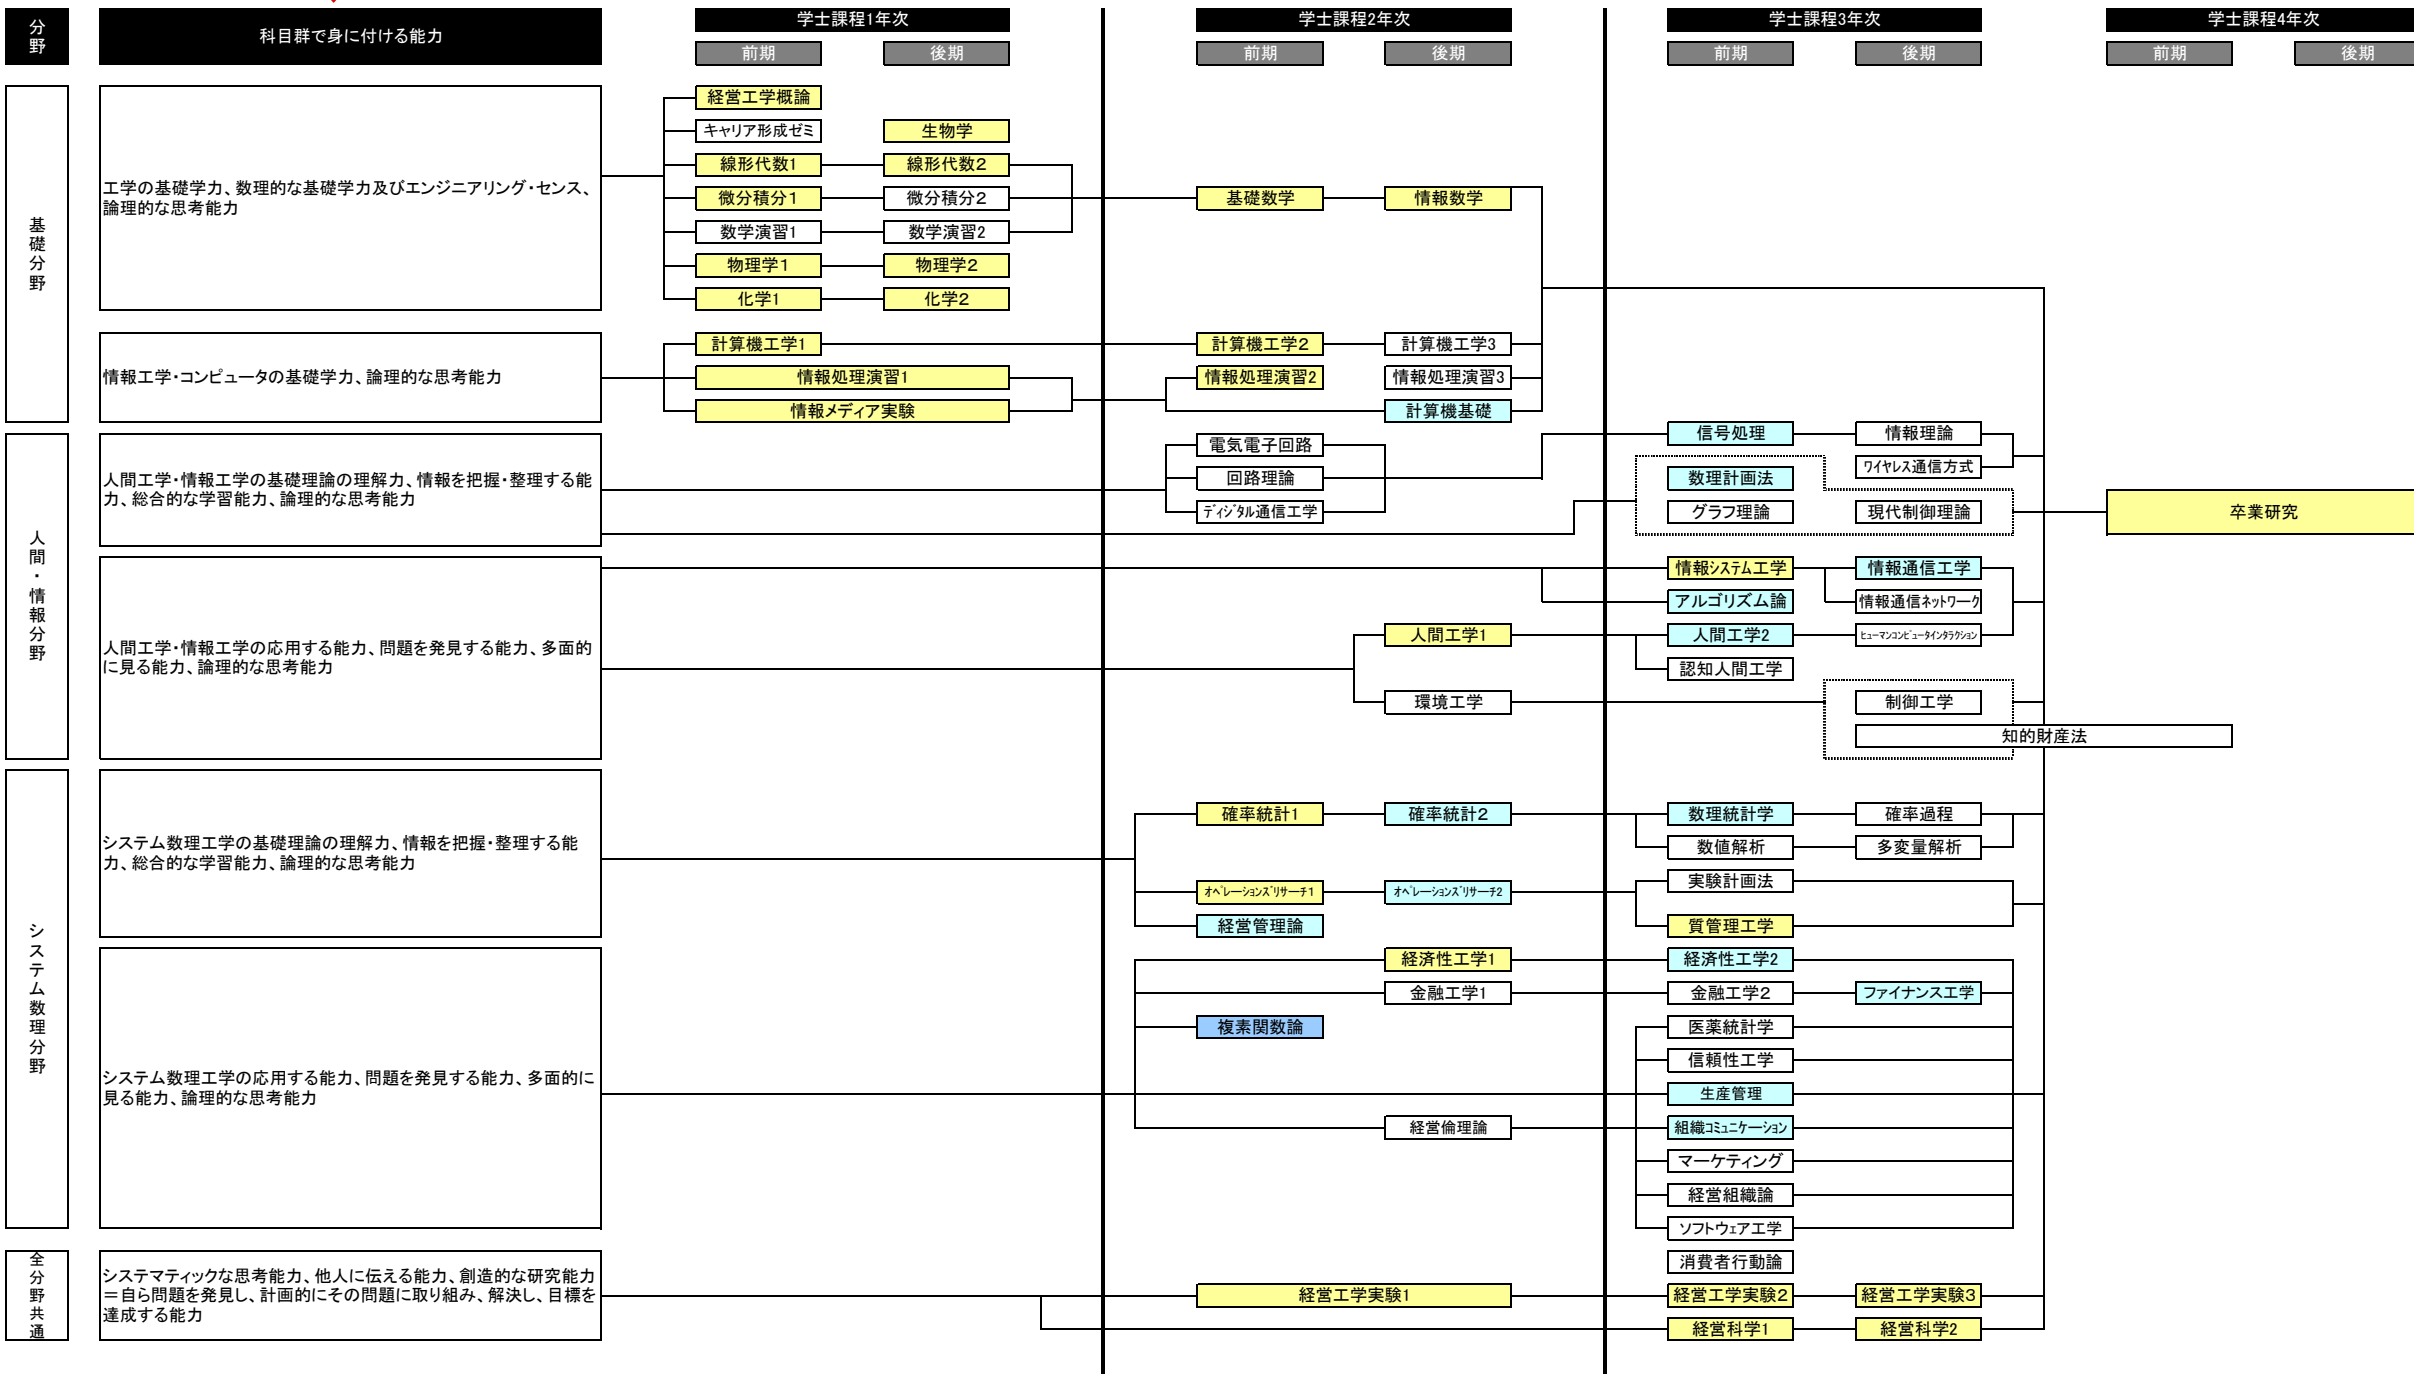 分野
科目群で身に付ける能力
学士課程1年次
学士課程2年次
学士課程3年次
学士課程4年次
前期
後期
前期
後期
前期
後期
前期
後期
基礎分野
工学の基礎学力、数理的な基礎学力及びエンジニアリング・センス、
論理的な思考能力
経営工学概論
キャリア形成ゼミ
生物学
線形代数1
線形代数2
微分積分1
微分積分2
基礎数学
情報数学
数学演習1
数学演習2
物理学1
物理学2
化学1
化学2
情報工学・コンピュータの基礎学力、論理的な思考能力
計算機工学1
計算機工学2
計算機工学3
情報処理演習1
情報処理演習2
情報処理演習3
情報メディア実験
計算機基礎
人間・情報分野
人間工学・情報工学の基礎理論の理解力、情報を把握・整理する能
力、総合的な学習能力、論理的な思考能力
電気電子回路
信号処理
情報理論
回路理論
数理計画法
ワイヤレス通信方式
ディジタル通信工学
グラフ理論
現代制御理論
卒業研究
人間工学・情報工学の応用する能力、問題を発見する能力、多面的
に見る能力、論理的な思考能力
情報システム工学
情報通信工学
アルゴリズム論
情報通信ネットワーク
人間工学1
人間工学2
ヒューマンコンピュータインタラクション
認知人間工学
環境工学
制御工学
知的財産法
システム数理分野
システム数理工学の基礎理論の理解力、情報を把握・整理する能
力、総合的な学習能力、論理的な思考能力
確率統計1
確率統計2
数理統計学
確率過程
数値解析
多変量解析
オペレーションズリサーチ1
オペレーションズリサーチ2
実験計画法
経営管理論
質管理工学
システム数理工学の応用する能力、問題を発見する能力、多面的に
見る能力、論理的な思考能力
経済性工学1
経済性工学2
金融工学1
金融工学2
ファイナンス工学
複素関数論
医薬統計学
信頼性工学
生産管理
経営倫理論
組織コミュニケーション
マーケティング
経営組織論
ソフトウェア工学
全分野共通
システマティックな思考能力、他人に伝える能力、創造的な研究能力
＝自ら問題を発見し、計画的にその問題に取り組み、解決し、目標を
達成する能力
消費者行動論
経営工学実験1
経営工学実験2
経営工学実験3
経営科学1
経営科学2